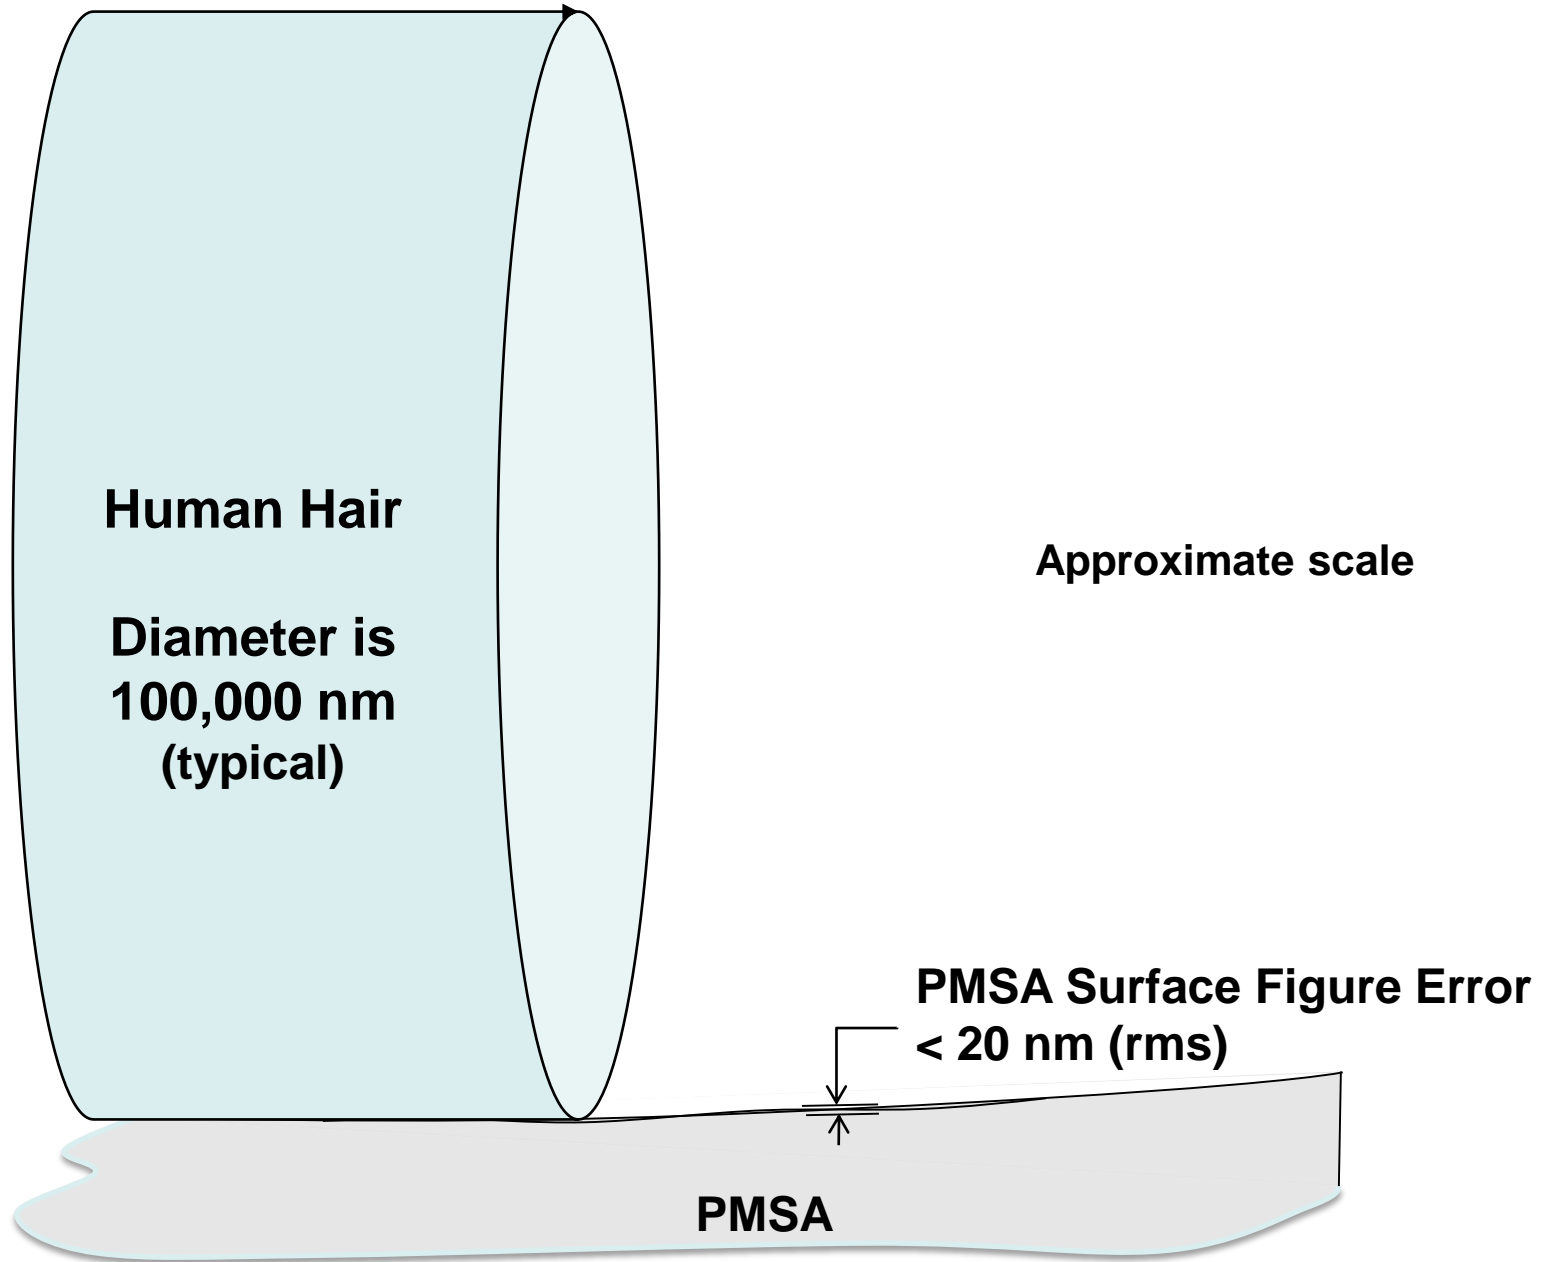 Human Hair
Diameter is
100,000 nm
(typical)
Approximate scale
PMSA Surface Figure Error
< 20 nm (rms)
PMSA